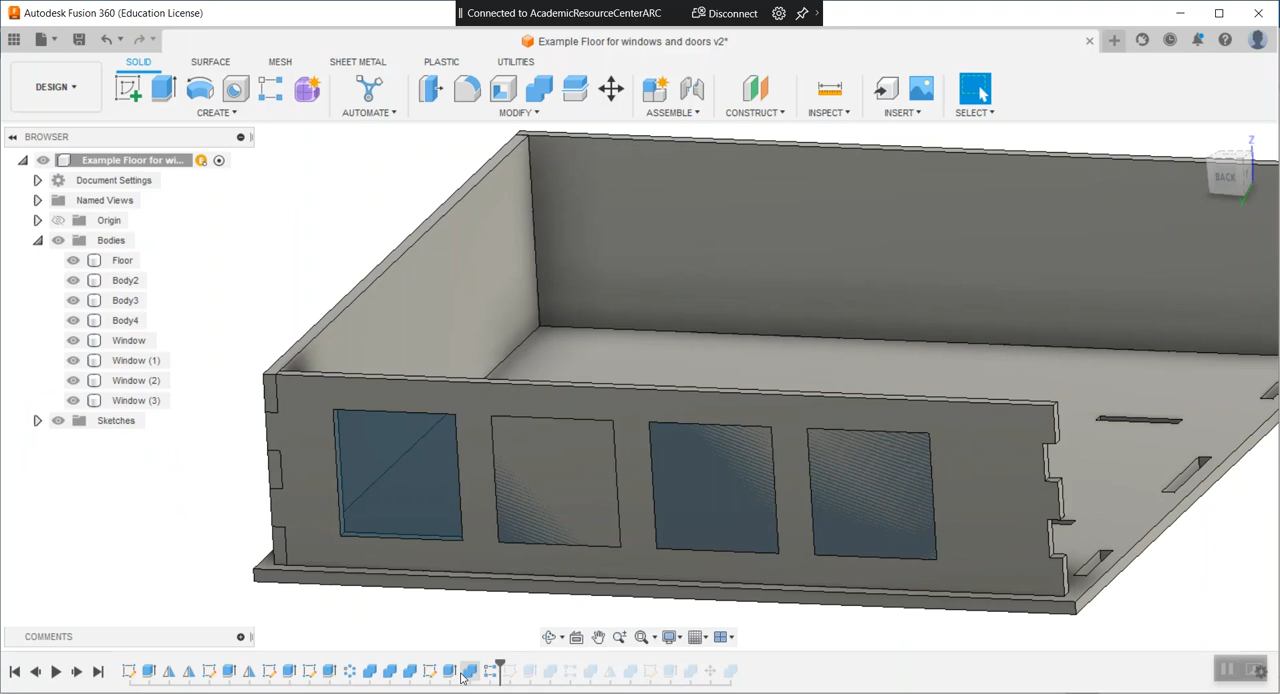 Autodesk Fusion 360 (Education License)
Connected to AcademicResourceCenterARC
Disconnect
Example Floor for windows and doors v2*
DESIGN
SOLID
SURFACE
MESH
SHEET METAL
PLASTIC
UTILITIES
CREATE
AUTOMATE
MODIFY
ASSEMBLE
CONSTRUCT
INSPECT
INSERT
SELECT
BROWSER
Example Floor for wi...
Document Settings
Named Views
Origin
Bodies
Floor
Body2
Body3
Body4
Window
Window (1)
Window (2)
Window (3)
Sketches
Z
BACK
COMMENTS